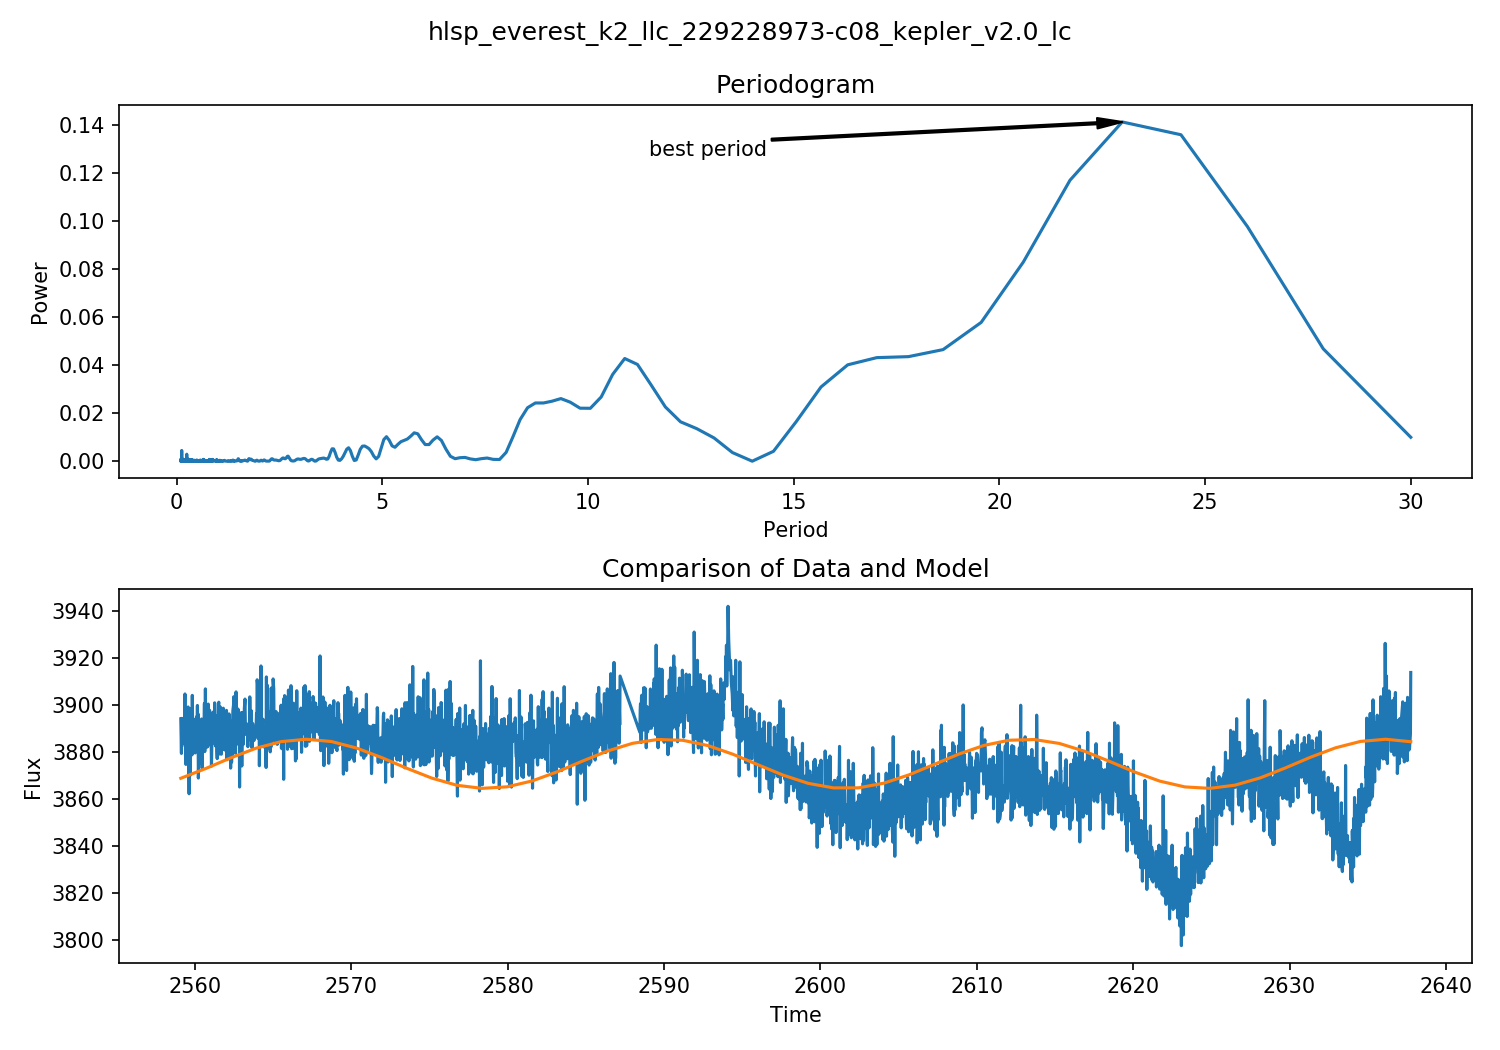 hlsp_everest_k2_llc_229228973-c08_kepler_v2.0_lc
Periodogram
0.14
0.12
0.10
0.08
0.06
0.04
0.02
0.00
Power
best period
0 5 10 15 20 25 30
Period
Comparison of Data and Model
3940
3920
3900
3880
3860
3840
3820
3800
Flux
2560 2570 2580 2590 2600 2610 2620 2630 2640
Time